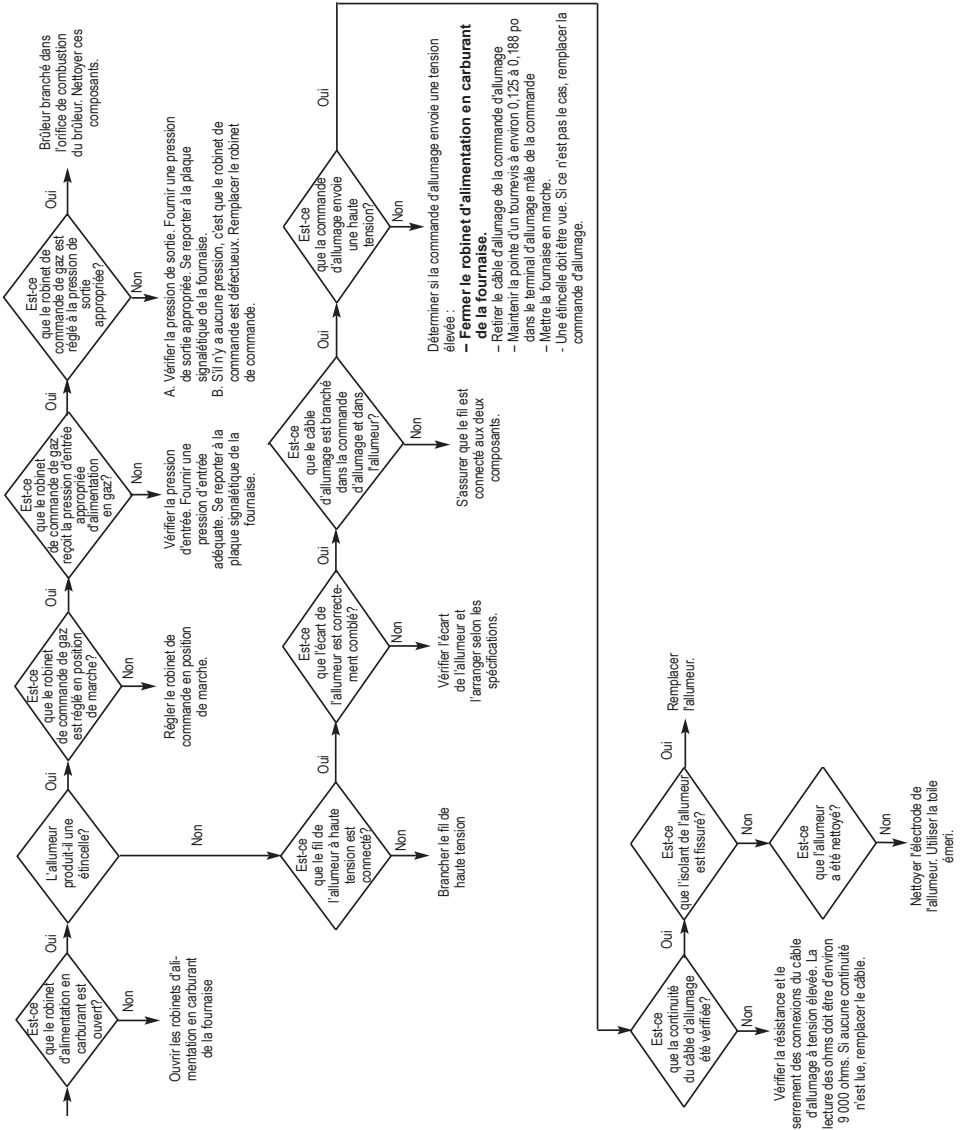 Est-ce
que le robinet
d'alimentation en
carburant est
ouvert?
Oui
Non
Ouvrir les robinets d'ali-
mentation en carburant
de la fournaise
L'allumeur
produit-il une
étincelle?
Oui
Non
Est-ce
que le robinet
de commande de gaz
est réglé en position
de marche?
Oui
Non
Régler le robinet de
commande en position
de marche.
Est-ce
que le robinet
de commande de gaz
reçoit la pression d'entrée
appropriée
d'alimentation
en gaz?
Oui
Non
Vérifier la pression
d'entrée. Fournir une
pression d'entrée
adéquate. Se reporter à la
plaque signalétique de la
fournaise.
Est-ce
que le robinet de
commande de gaz est
réglé à la pression de
sortie
appropriée?
Oui
Non
Brûleur branché dans
l'orifice de combustion
du brûleur. Nettoyer ces
composants.
A. Vérifier la pression de sortie. Fournir une pression
de sortie appropriée. Se reporter à la plaque
signalétique de la fournaise.
B. S'il n'y a aucune pression, c'est que le robinet de
commande est défectueux. Remplacer le robinet
de commande.
Est-ce
que le fil de
l'allumeur à haute
tension est
connecté?
Oui
Non
Brancher le fil de
haute tension
Est-ce
que l'écart de
l'allumeur est correcte-
ment comblé?
Oui
Non
Vérifier l'écart
de l'allumeur et
l'arranger selon les
spécifications.
Est-ce
que le câble
d'allumage est branché
dans la commande
d'allumage et dans
l'allumeur?
Oui
Non
S'assurer que le fil est
connecté aux deux
composants.
Est-ce
que la commande
d'allumage envoie
une haute
tension?
Oui
Non
Déterminer si la commande d'allumage envoie une tension
élevée :
– Fermer le robinet d'alimentation en carburant
de la fournaise.
– Retirer le câble d'allumage de la commande d'allumage
– Maintenir la pointe d'un tournevis à environ 0,125 à 0,188 po
dans le terminal d'allumage mâle de la commande
– Mettre la fournaise en marche.
- Une étincelle doit être vue. Si ce n'est pas le cas, remplacer la
commande d'allumage.
Est-ce
que la continuité
du câble d'allumage
été vérifiée?
Oui
Non
Vérifier la résistance et le
serrement des connexions du câble
d'allumage à tension élevée. La
lecture des ohms doit être d'environ
9 000 ohms. Si aucune continuité
n'est lue, remplacer le câble.
Est-ce
que l'isolant de l'allumeur
est fissuré?
Oui
Non
Remplacer
l'allumeur.
Est-ce
que l'allumeur
a été nettoyé?
Non
Nettoyer l'électrode de
l'allumeur. Utiliser la toile
émeri.